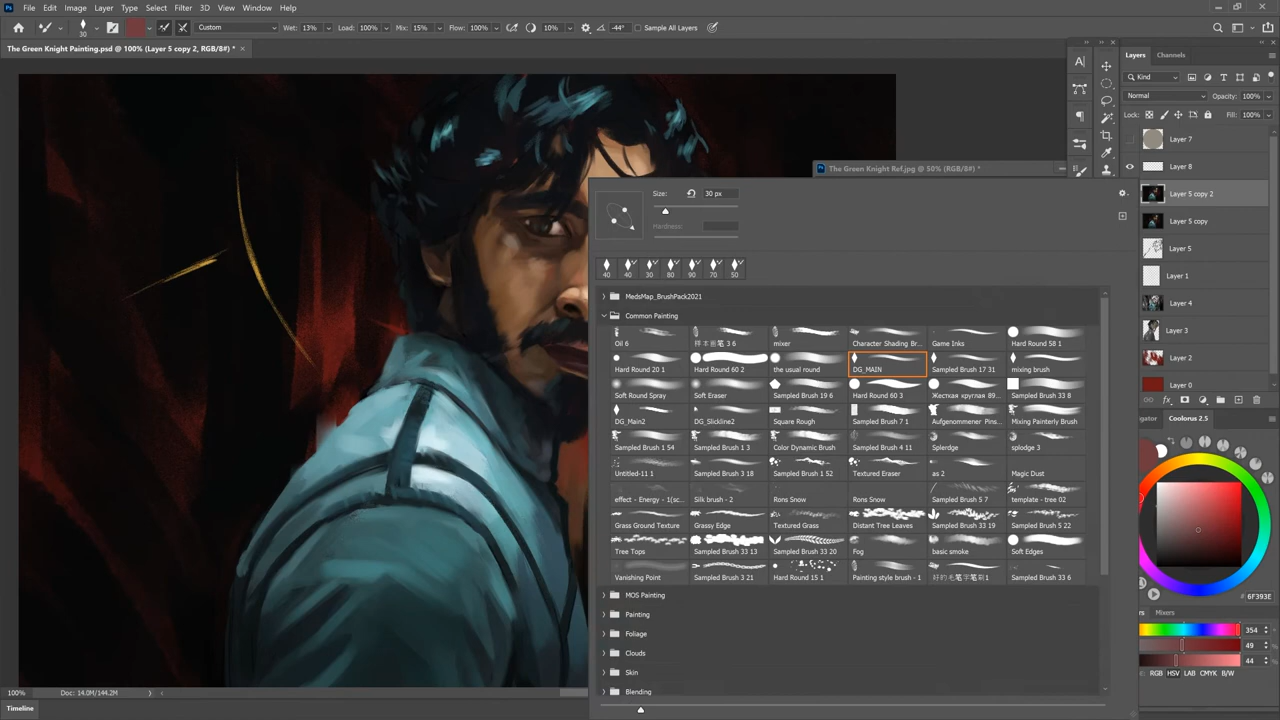 File Edit Image Layer Type Select Filter 3D View Window Help
30 Custom Wet: 13% Load: 100% Mix: 15% Flow: 100% 10% -44° Sample All Layers
The Green Knight Painting.psd @ 100% (Layer 5 copy 2, RGB/8#) * ×
The Green Knight Ref.jpg @ 50% (RGB/8#) *
Size: 30 px
Hardness:
40 40 30 80 90 70 50
MedsMap_BrushPack2021
Common Painting
Oil 6 样本画笔 3 6 mixer Character Shading Br... Game Inks Hard Round 58 1
Hard Round 20 1 Hard Round 60 2 the usual round DG_MAIN Sampled Brush 17 31 mixing brush
Soft Round Spray Soft Eraser Sampled Brush 19 6 Hard Round 60 3 Жесткая круглая 89... Sampled Brush 33 8
DG_Main2 DG_Slickline2 Square Rough Sampled Brush 7 1 Aufgenommener Pins... Mixing Painterly Brush
Sampled Brush 1 54 Sampled Brush 1 3 Color Dynamic Brush Sampled Brush 4 11 Splerdge splodge 3
Untitled-11 1 Sampled Brush 3 18 Sampled Brush 1 52 Textured Eraser as 2 Magic Dust
effect - Energy - 1(sc... Silk brush - 2 Rons Snow Rons Snow Sampled Brush 5 7 template - tree 02
Grass Ground Texture Grassy Edge Textured Grass Distant Tree Leaves Sampled Brush 33 19 Sampled Brush 5 22
Tree Tops Sampled Brush 33 13 Sampled Brush 33 20 Fog basic smoke Soft Edges
Vanishing Point Sampled Brush 3 21 Hard Round 15 1 Painting style brush - 1 Sampled Brush 33 6
MOS Painting
Painting
Foliage
Clouds
Skin
Blending
Layers Channels
Kind
Normal Opacity: 100%
Lock: Fill: 100%
Layer 7
Layer 8
Layer 5 copy 2
Layer 5 copy
Layer 5
Layer 1
Layer 4
Layer 3
Layer 2
Layer 0
fx
igator Coolorus 2.5
# 6F393E
rs Mixers
354
49
44
RGB HSV LAB CMYK B/W
100% Doc: 14.0M/144.2M
Timeline